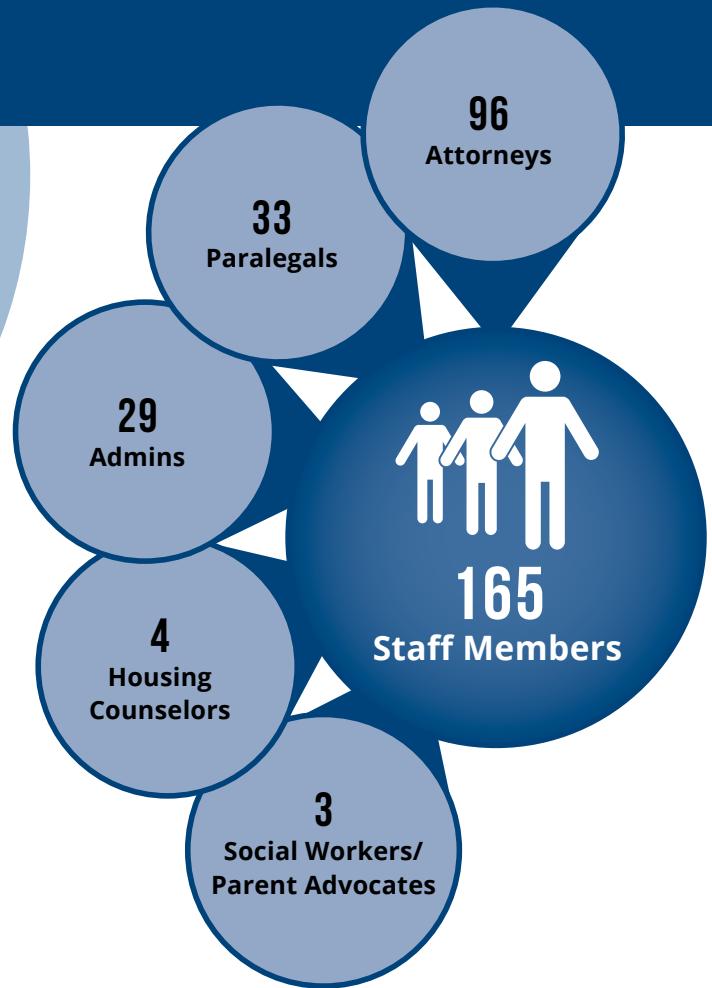 96
Attorneys
33
Paralegals
29
Admins
4
Housing
Counselors
3
Social Workers/
Parent Advocates
165
Staff Members